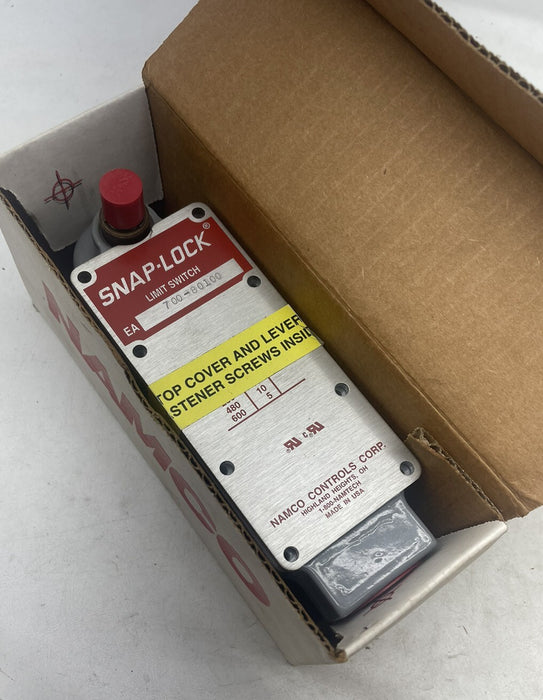 SNAP-LOCK®
LIMIT SWITCH
EA 700-80100
TOP COVER AND LEVER
STENER SCREWS INSID
480 10
600 5
NAMCO CONTROLS CORP.
HIGHLAND HEIGHTS, OH
1-800-NAMTECH
MADE IN USA
NAMCO